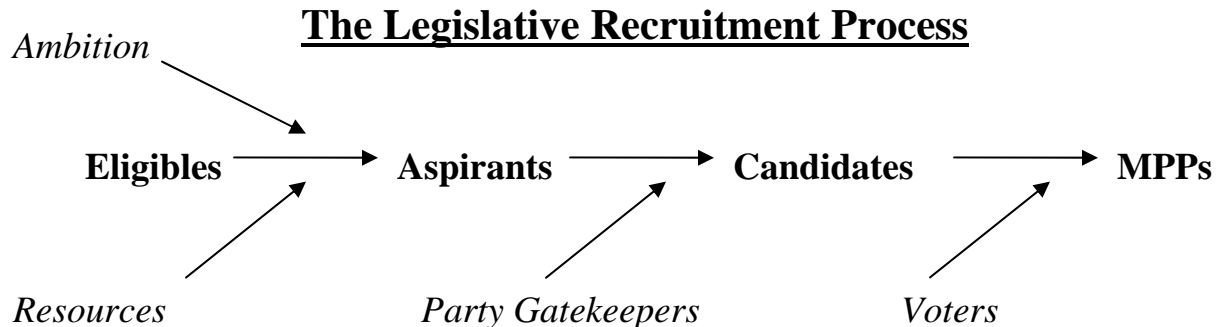 The Legislative Recruitment Process
Ambition
Eligibles Aspirants Candidates MPPs
Resources Party Gatekeepers Voters